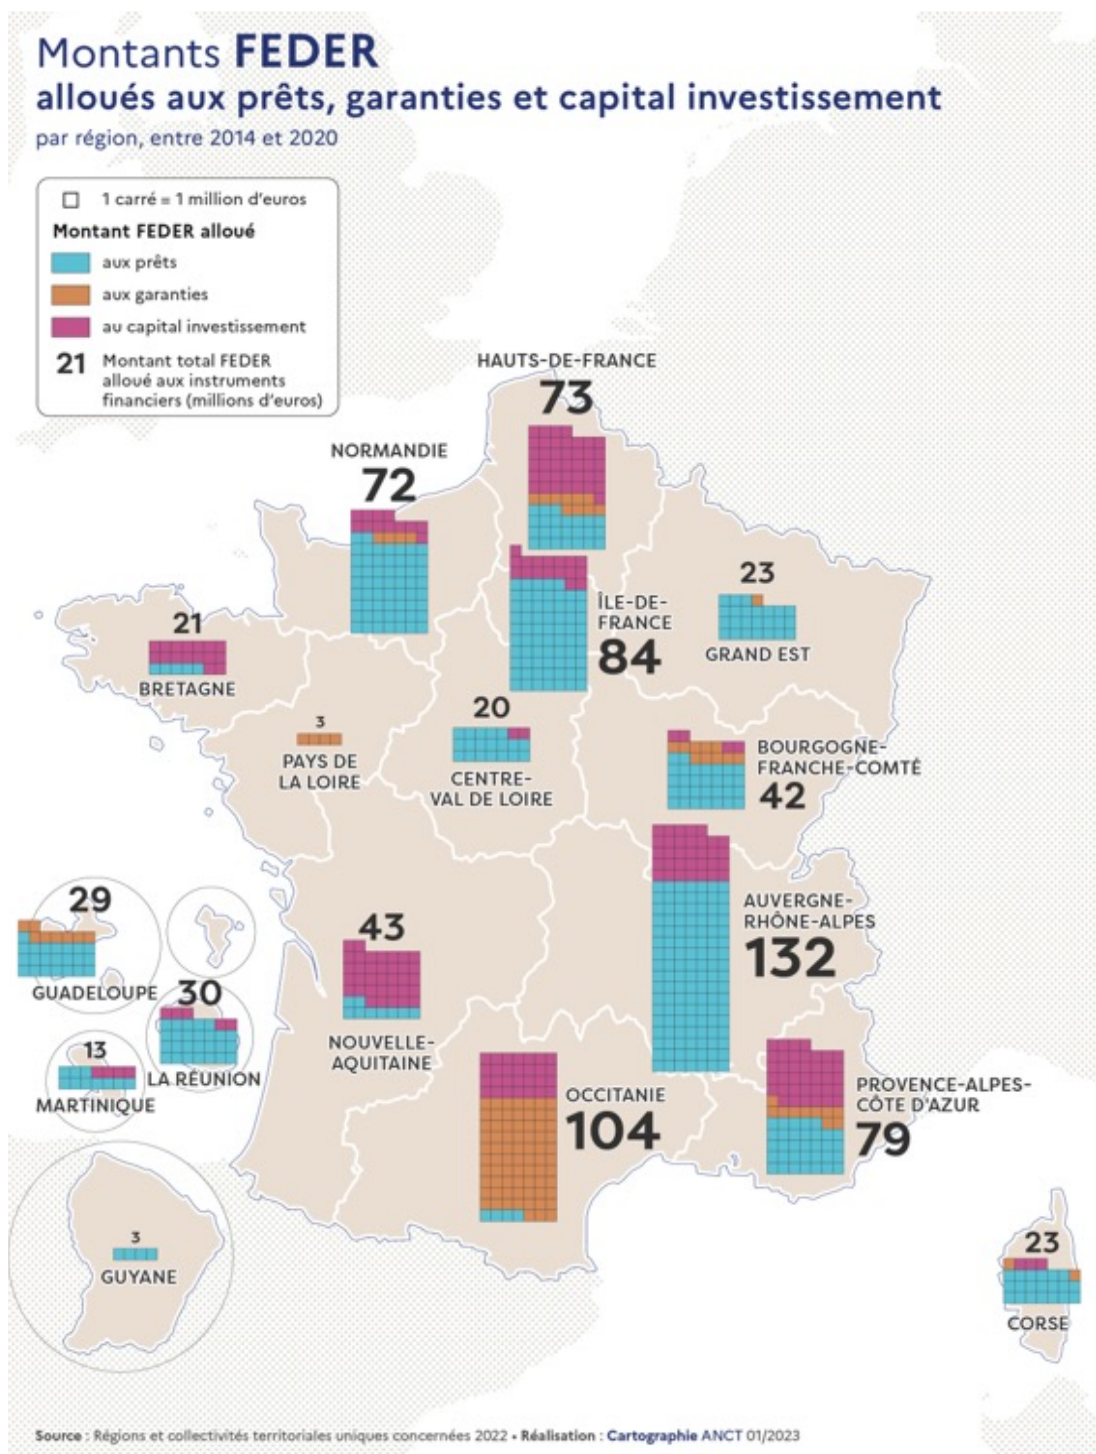 Montants FEDER
alloués aux prêts, garanties et capital investissement
par région, entre 2014 et 2020
1 carré = 1 million d'euros
Montant FEDER alloué
aux prêts
aux garanties
au capital investissement
21 Montant total FEDER
alloué aux instruments
financiers (millions d'euros)
HAUTS-DE-FRANCE
73
NORMANDIE
72
23
GRAND EST
ÎLE-DE-
FRANCE
84
21
BRETAGNE
3
PAYS DE
LA LOIRE
20
CENTRE-
VAL DE LOIRE
BOURGOGNE-
FRANCHE-COMTÉ
42
AUVERGNE-
RHÔNE-ALPES
132
29
GUADELOUPE
43
NOUVELLE-
AQUITAINE
30
LA RÉUNION
13
MARTINIQUE
OCCITANIE
104
PROVENCE-ALPES-
CÔTE D'AZUR
79
3
GUYANE
23
CORSE
Source : Régions et collectivités territoriales uniques concernées 2022 • Réalisation : Cartographie ANCT 01/2023